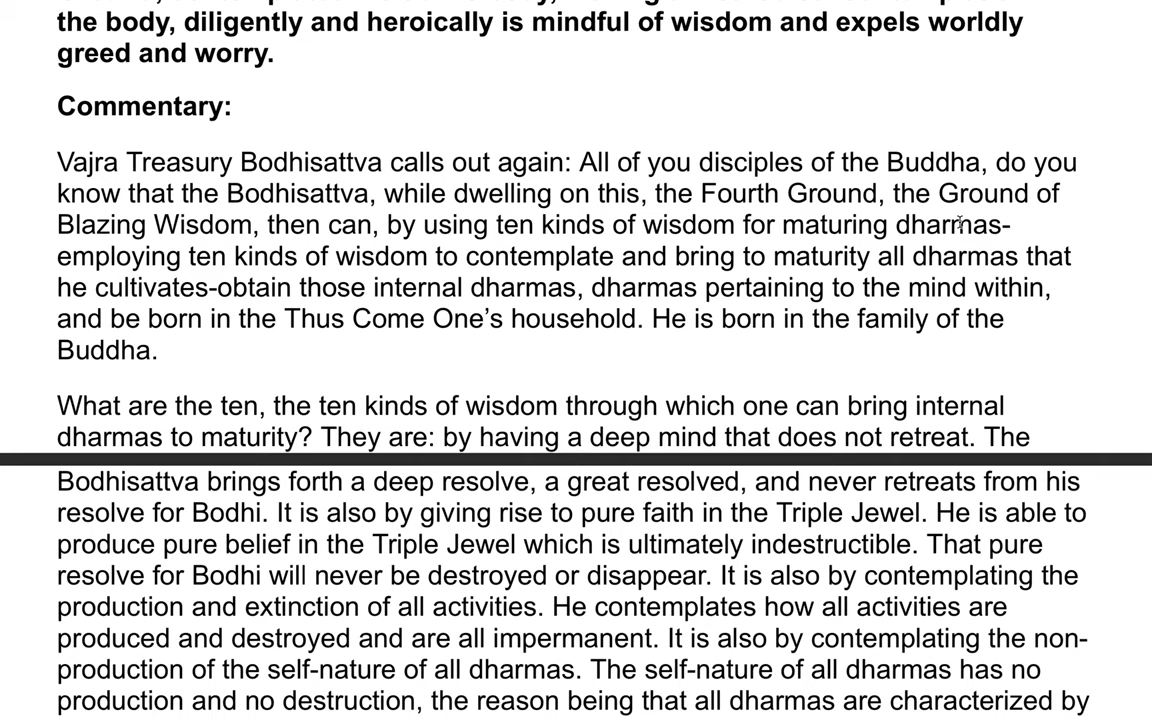 the body, diligently and heroically is mindful of wisdom and expels worldly
greed and worry.
Commentary:
Vajra Treasury Bodhisattva calls out again: All of you disciples of the Buddha, do you
know that the Bodhisattva, while dwelling on this, the Fourth Ground, the Ground of
Blazing Wisdom, then can, by using ten kinds of wisdom for maturing dharmas-
employing ten kinds of wisdom to contemplate and bring to maturity all dharmas that
he cultivates-obtain those internal dharmas, dharmas pertaining to the mind within,
and be born in the Thus Come One’s household. He is born in the family of the
Buddha.
What are the ten, the ten kinds of wisdom through which one can bring internal
dharmas to maturity? They are: by having a deep mind that does not retreat. The
Bodhisattva brings forth a deep resolve, a great resolved, and never retreats from his
resolve for Bodhi. It is also by giving rise to pure faith in the Triple Jewel. He is able to
produce pure belief in the Triple Jewel which is ultimately indestructible. That pure
resolve for Bodhi will never be destroyed or disappear. It is also by contemplating the
production and extinction of all activities. He contemplates how all activities are
produced and destroyed and are all impermanent. It is also by contemplating the non-
production of the self-nature of all dharmas. The self-nature of all dharmas has no
production and no destruction, the reason being that all dharmas are characterized by